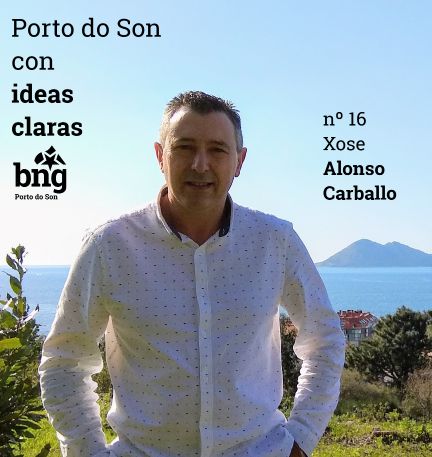 Porto do Son
con
ideas
claras
bng
Porto do Son
nº 16
Xose
Alonso
Carballo